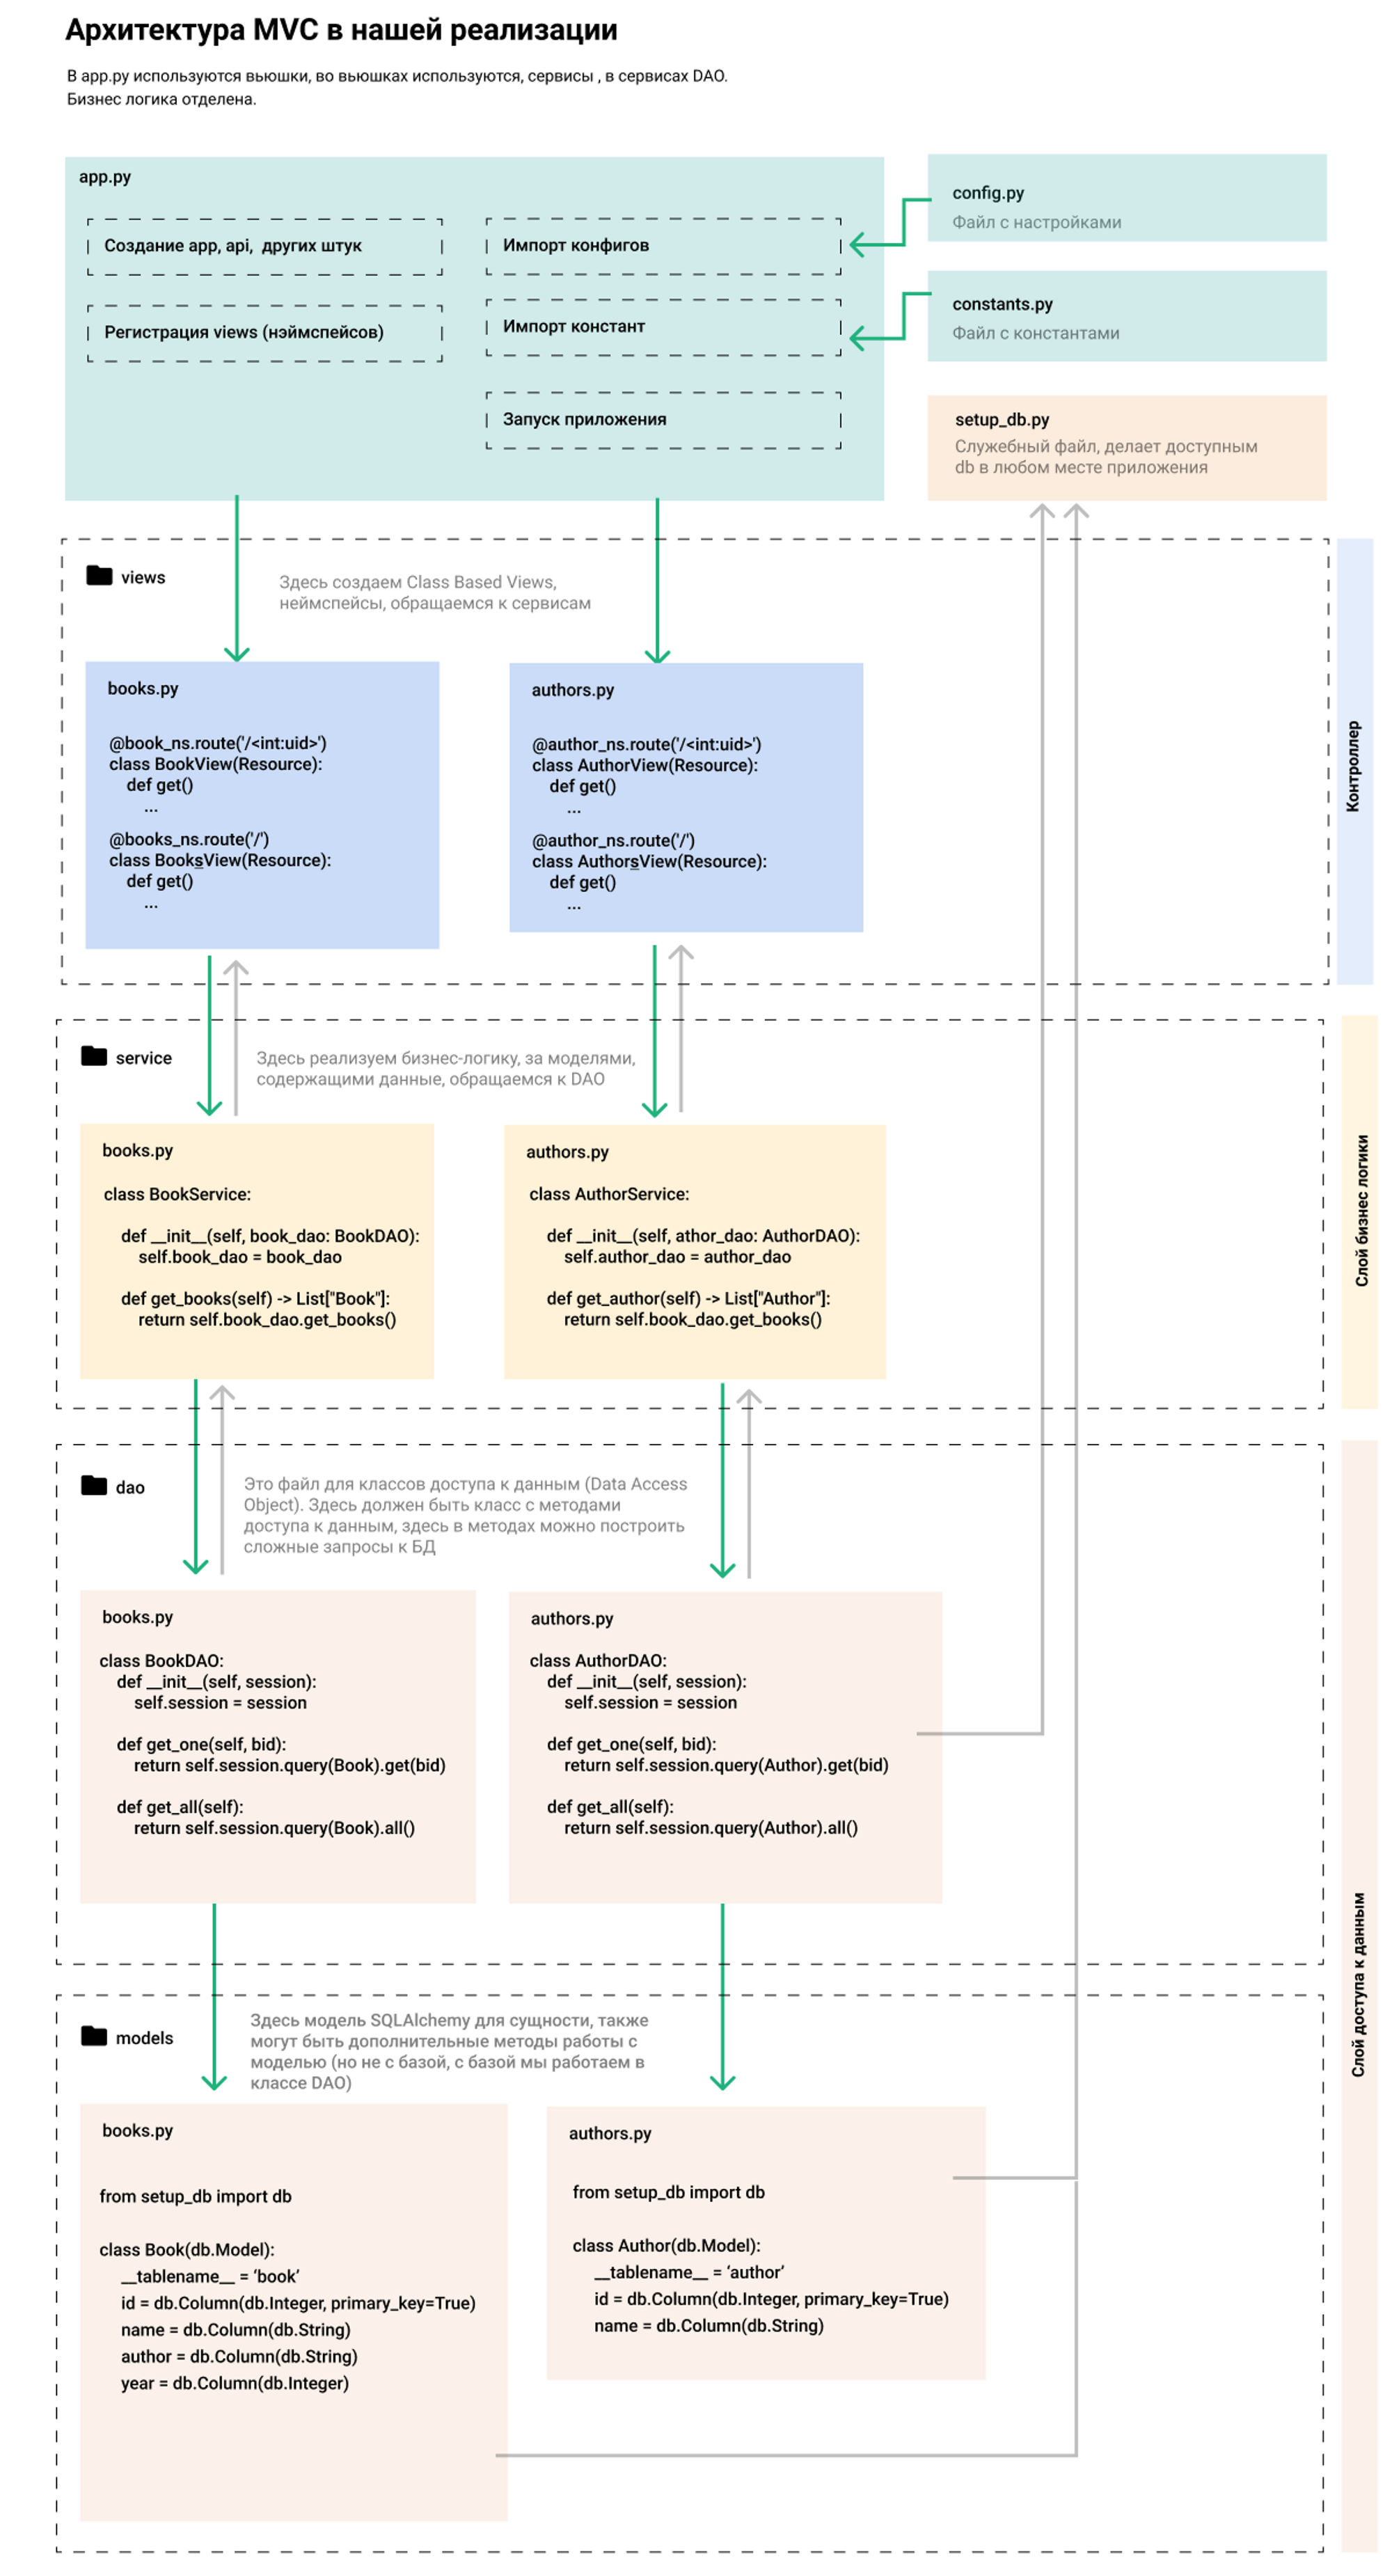 Архитектура MVC в нашей реализации
В app.py используются вьюшки, во вьюшках используются, сервисы , в сервисах DAO.
Бизнес логика отделена.
app.py
Создание app, api,  других штук
Регистрация views (нэймспейсов)
Импорт конфигов
Импорт констант
Запуск приложения
config.py
Файл с настройками
constants.py
Файл с константами
setup_db.py
Служебный файл, делает доступным
db в любом месте приложения
views
Здесь создаем Class Based Views,
неймспейсы, обращаемся к сервисам
books.py
@book_ns.route('/<int:uid>')
class BookView(Resource):
def get()
...
@books_ns.route('/')
class BooksView(Resource):
def get()
...
authors.py
@author_ns.route('/<int:uid>')
class AuthorView(Resource):
def get()
...
@author_ns.route('/')
class AuthorsView(Resource):
def get()
...
Контроллер
service
Здесь реализуем бизнес-логику, за моделями,
содержащими данные, обращаемся к DAO
books.py
class BookService:
def __init__(self, book_dao: BookDAO):
self.book_dao = book_dao
def get_books(self) -> List["Book"]:
return self.book_dao.get_books()
authors.py
class AuthorService:
def __init__(self, athor_dao: AuthorDAO):
self.author_dao = author_dao
def get_author(self) -> List["Author"]:
return self.book_dao.get_books()
Слой бизнес логики
dao
Это файл для классов доступа к данным (Data Access
Object). Здесь должен быть класс с методами
доступа к данным, здесь в методах можно построить
сложные запросы к БД
books.py
class BookDAO:
def __init__(self, session):
self.session = session
def get_one(self, bid):
return self.session.query(Book).get(bid)
def get_all(self):
return self.session.query(Book).all()
authors.py
class AuthorDAO:
def __init__(self, session):
self.session = session
def get_one(self, bid):
return self.session.query(Author).get(bid)
def get_all(self):
return self.session.query(Author).all()
Слой доступа к данным
models
Здесь модель SQLAlchemy для сущности, также
могут быть дополнительные методы работы с
моделью (но не с базой, с базой мы работаем в
классе DAO)
books.py
from setup_db import db
class Book(db.Model):
__tablename__ = ‘book’
id = db.Column(db.Integer, primary_key=True)
name = db.Column(db.String)
author = db.Column(db.String)
year = db.Column(db.Integer)
authors.py
from setup_db import db
class Author(db.Model):
__tablename__ = ‘author’
id = db.Column(db.Integer, primary_key=True)
name = db.Column(db.String)